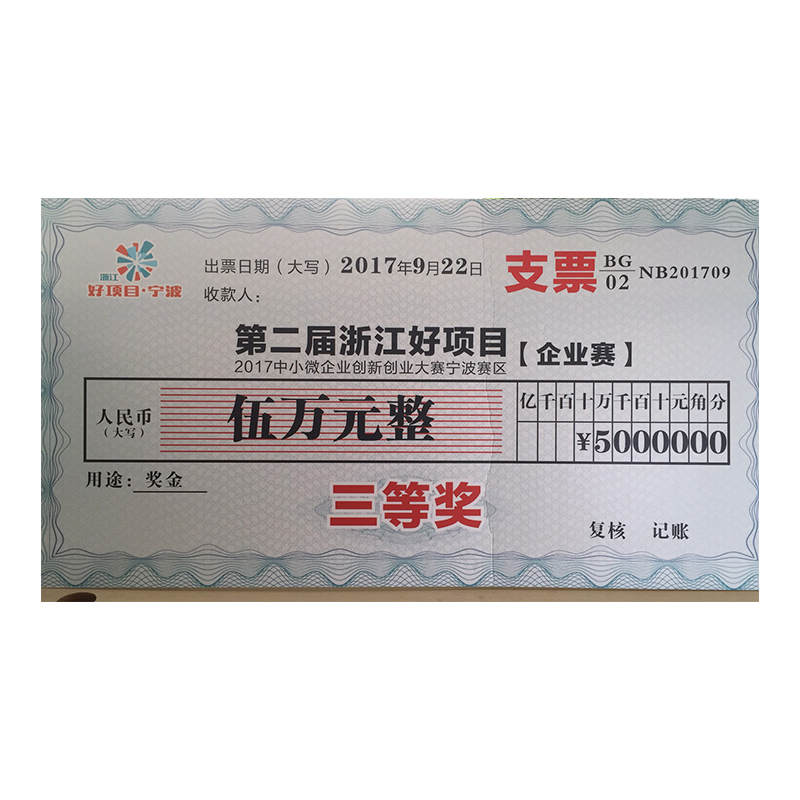 浙江
好项目·宁波
出票日期（大写）2017年9月22日
支票 BG
02 NB201709
收款人：
第二届浙江好项目【企业赛】
2017中小微企业创新创业大赛宁波赛区
人民币
（大写）
伍万元整
亿千百十万千百十元角分
¥5000000
用途：奖金
三等奖
复核 记账